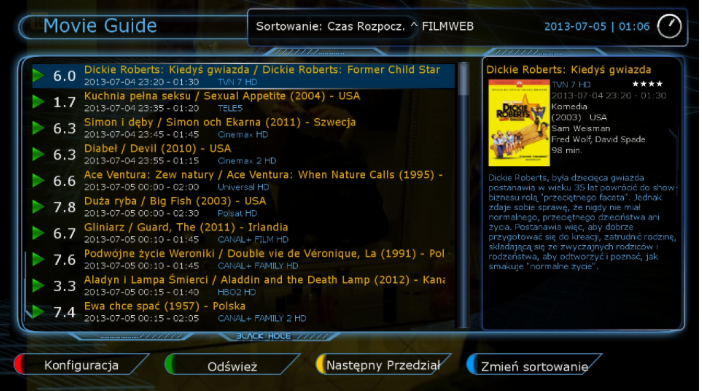 Movie Guide
Sortowanie: Czas Rozpocz. ^ FILMWEB
2013-07-05 | 01:06
6.0 Dickie Roberts: Kiedyś gwiazda / Dickie Roberts: Former Child Star
2013-07-04 23:20 - 01:30 TVN 7 HD
1.7 Kuchnia pełna seksu / Sexual Appetite (2004) - USA
2013-07-04 23:35 - 01:20 TELE5
6.3 Simon i dęby / Simon och Ekarna (2011) - Szwecja
2013-07-04 23:45 - 01:45 Cinemax HD
6.3 Diabeł / Devil (2010) - USA
2013-07-04 23:55 - 01:15 Cinemax 2 HD
6.6 Ace Ventura: Zew natury / Ace Ventura: When Nature Calls (1995) -
2013-07-05 00:00 - 02:00 Universal HD
7.8 Duża ryba / Big Fish (2003) - USA
2013-07-05 00:00 - 02:30 Polsat HD
6.7 Gliniarz / Guard, The (2011) - Irlandia
2013-07-05 00:10 - 01:45 CANAL+ FILM HD
7.6 Podwójne życie Weroniki / Double vie de Véronique, La (1991) - Pol
2013-07-05 00:10 - 01:45 CANAL+ FAMILY HD
3.3 Aladyn i Lampa Śmierci / Aladdin and the Death Lamp (2012) - Kana
2013-07-05 00:15 - 01:40 HBO2 HD
7.4 Ewa chce spać (1957) - Polska
2013-07-05 00:15 - 02:05 CANAL+ FAMILY 2 HD
Dickie Roberts: Kiedyś gwiazda
TVN 7 HD ★★★★
2013-07-04 23:20 - 01:30
Komedia
(2003) USA
Sam Weisman
Fred Wolf, David Spade
98 min.
DICKIE
ROBERTS
Dickie Roberts, była dziecięca gwiazda
postanawia w wieku 35 lat powrócić do show-
biznesu rolą "przeciętnego faceta". Jednak
zdaje sobie sprawę, że nigdy nie miał
normalnego, przeciętnego dzieciństwa ani
życia. Postanawia więc, aby dobrze
przygotować się do kreacji, zatrudnić rodzinę,
składającą się ze zwyczajnych rodziców i
rodzeństwa, aby odtworzyć i poznać, jak
smakuje "normalne życie".
BLACK HOLE
Konfiguracja
Odśwież
Następny Przedział
Zmień sortowanie